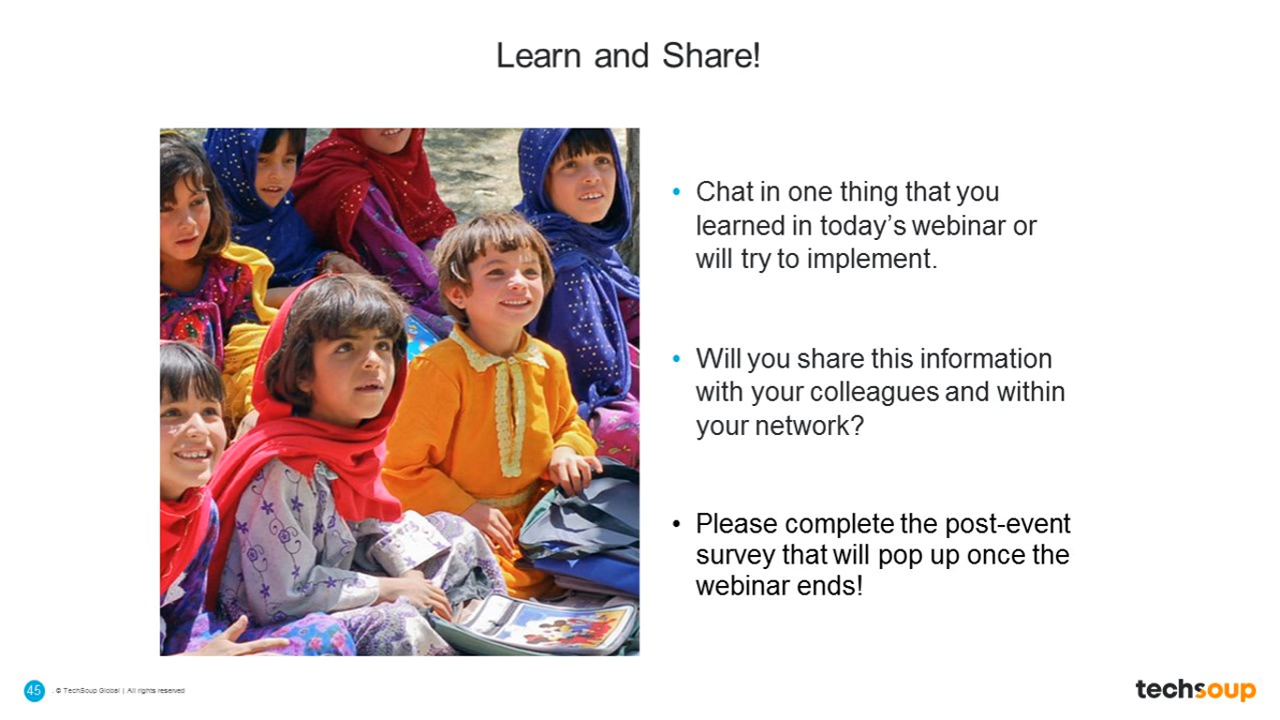 Learn and Share!
• Chat in one thing that you
learned in today’s webinar or
will try to implement.
• Will you share this information
with your colleagues and within
your network?
• Please complete the post-event
survey that will pop up once the
webinar ends!
45 . © TechSoup Global | All rights reserved
techsoup